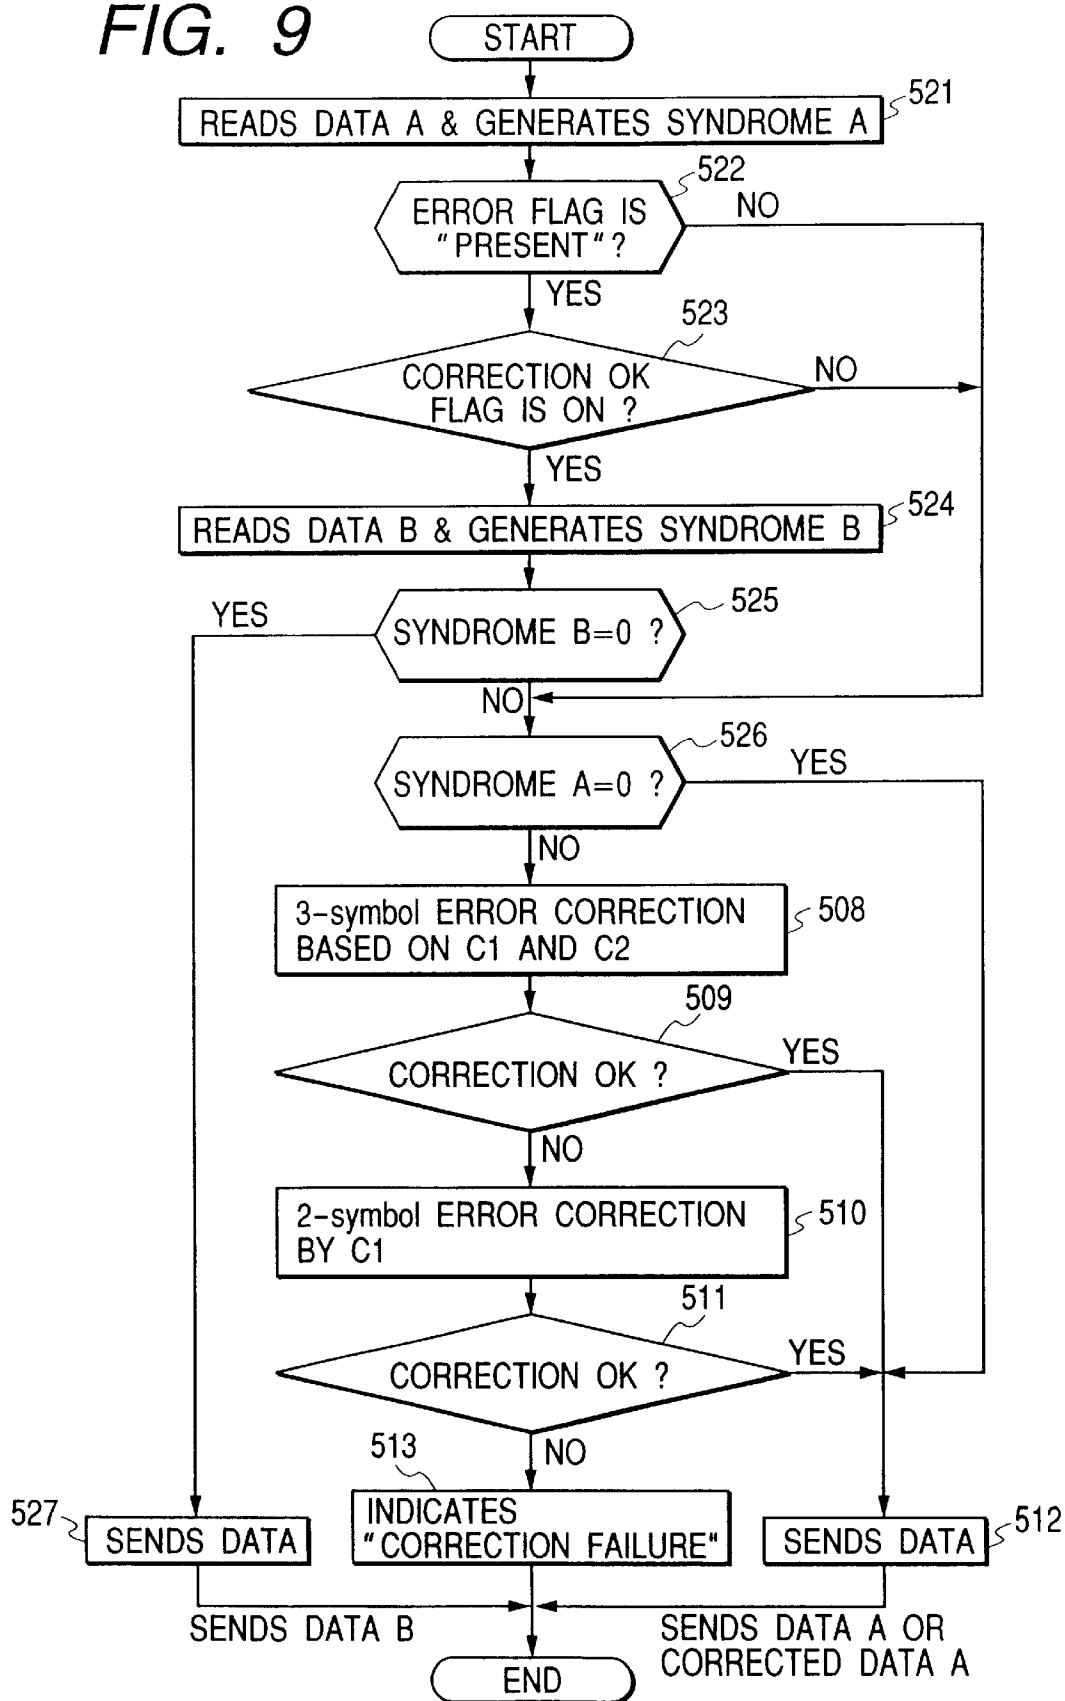 FIG. 9
START
521
READS DATA A & GENERATES SYNDROME A
522
ERROR FLAG IS
"PRESENT"?
NO
YES
523
CORRECTION OK
FLAG IS ON ?
NO
YES
524
READS DATA B & GENERATES SYNDROME B
525
YES
SYNDROME B=0 ?
NO
526
SYNDROME A=0 ?
YES
NO
508
3-symbol ERROR CORRECTION
BASED ON C1 AND C2
509
CORRECTION OK ?
YES
NO
510
2-symbol ERROR CORRECTION
BY C1
511
CORRECTION OK ?
YES
NO
513
INDICATES
"CORRECTION FAILURE"
527
SENDS DATA
512
SENDS DATA
SENDS DATA B
SENDS DATA A OR
CORRECTED DATA A
END